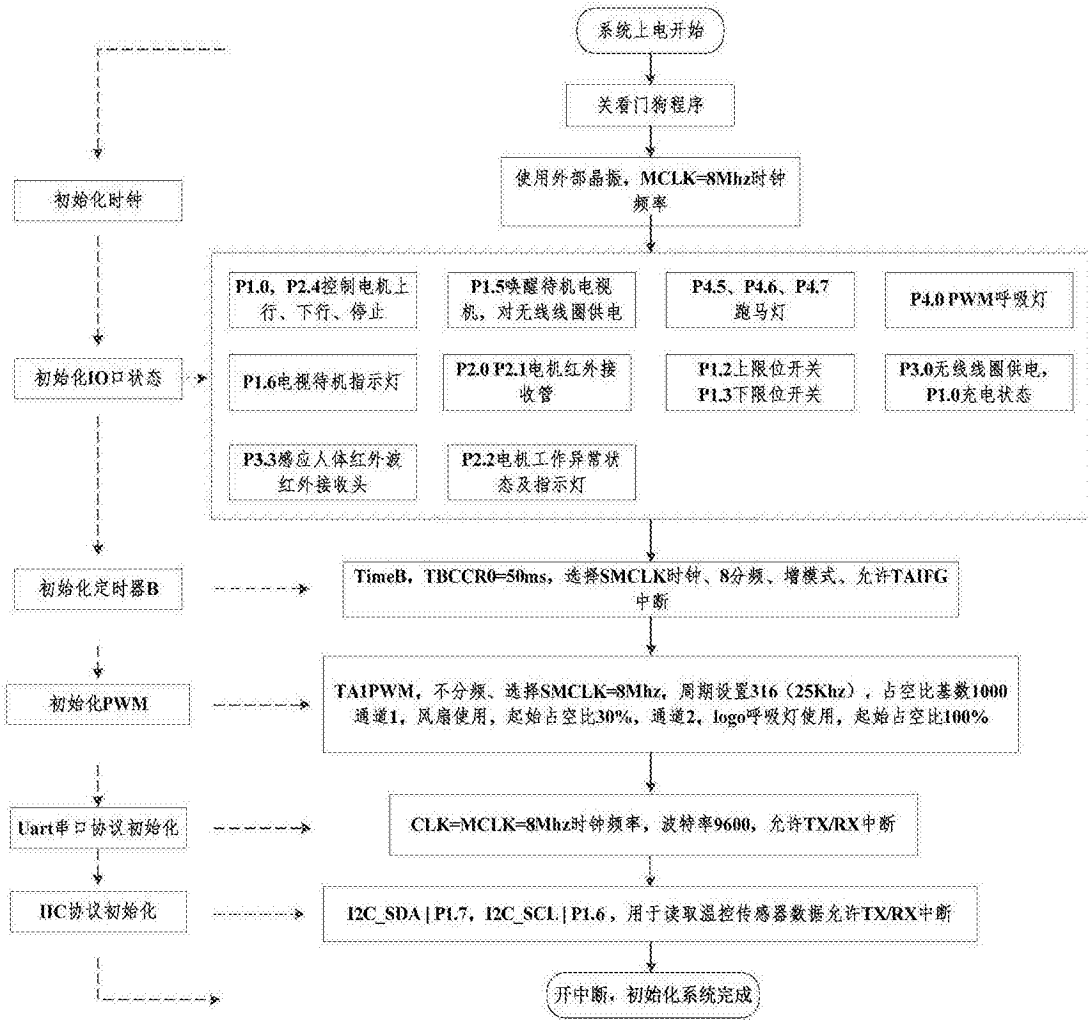 系统上电开始
关看门狗程序
使用外部晶振，MCLK=8Mhz时钟
频率
初始化时钟
P1.0，P2.4控制电机上
行、下行、停止
P1.5唤醒待机电视
机，对无线线圈供电
P4.5、P4.6、P4.7
跑马灯
P4.0 PWM呼吸灯
初始化IO口状态
P1.6电视待机指示灯
P2.0 P2.1电机红外接
收管
P1.2上限位开关
P1.3下限位开关
P3.0无线线圈供电，
P1.0充电状态
P3.3感应人体红外波
红外接收头
P2.2电机工作异常状
态及指示灯
初始化定时器B
TimeB，TBCCR0=50ms，选择SMCLK时钟、8分频、增模式、允许TAIFG
中断
初始化PWM
TA1PWM，不分频、选择SMCLK=8Mhz，周期设置316（25Khz），占空比基数1000
通道1，风扇使用，起始占空比30%，通道2，logo呼吸灯使用，起始占空比100%
Uart串口协议初始化
CLK=MCLK=8Mhz时钟频率，波特率9600，允许TX/RX中断
IIC协议初始化
I2C_SDA | P1.7，I2C_SCL | P1.6，用于读取温控传感器数据允许TX/RX中断
开中断，初始化系统完成